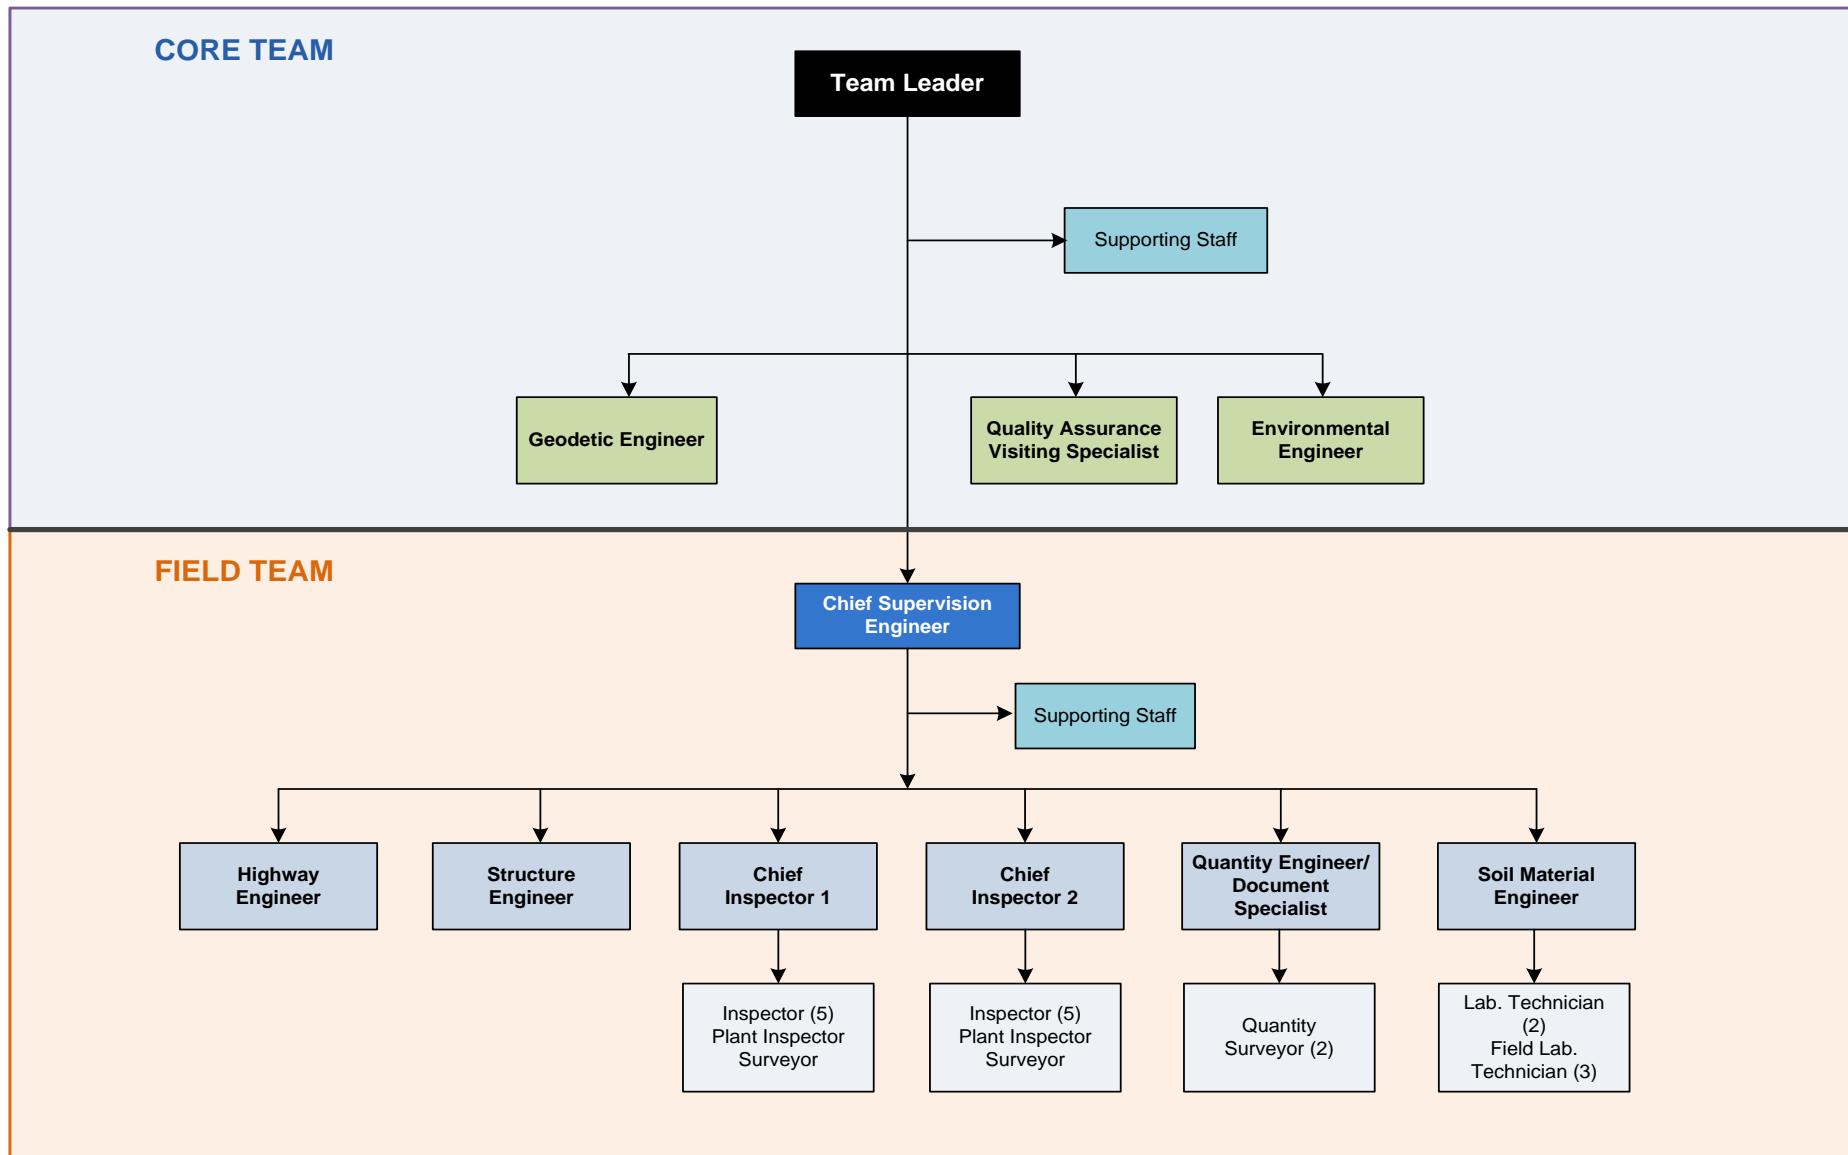 CORE TEAM
Team Leader
Supporting Staff
Geodetic Engineer
Quality Assurance
Visiting Specialist
Environmental
Engineer
FIELD TEAM
Chief Supervision
Engineer
Supporting Staff
Highway
Engineer
Structure
Engineer
Chief
Inspector 1
Chief
Inspector 2
Quantity Engineer/
Document
Specialist
Soil Material
Engineer
Inspector (5)
Plant Inspector
Surveyor
Inspector (5)
Plant Inspector
Surveyor
Quantity
Surveyor (2)
Lab. Technician
(2)
Field Lab.
Technician (3)